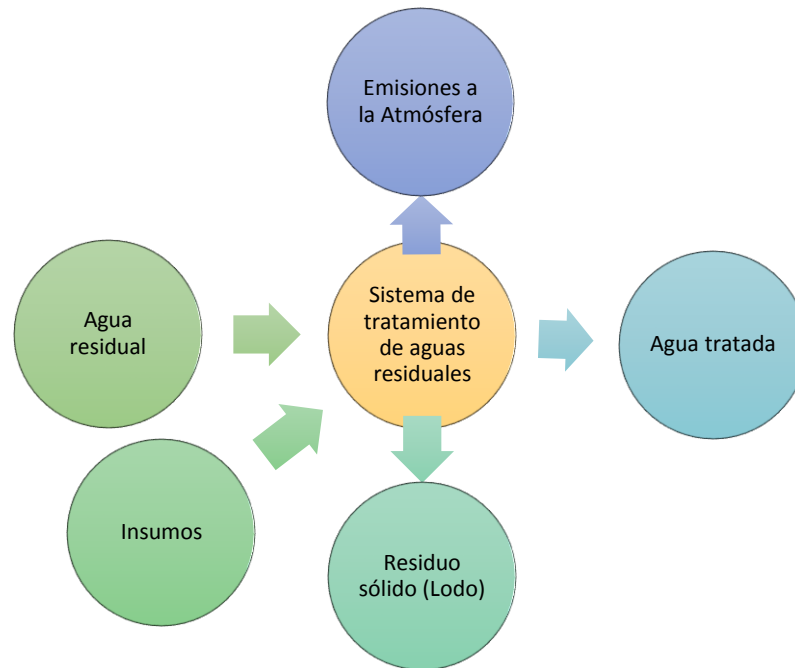 Emisiones a
la Atmósfera
Agua
residual
Sistema de
tratamiento
de aguas
residuales
Agua tratada
Insumos
Residuo
sólido (Lodo)